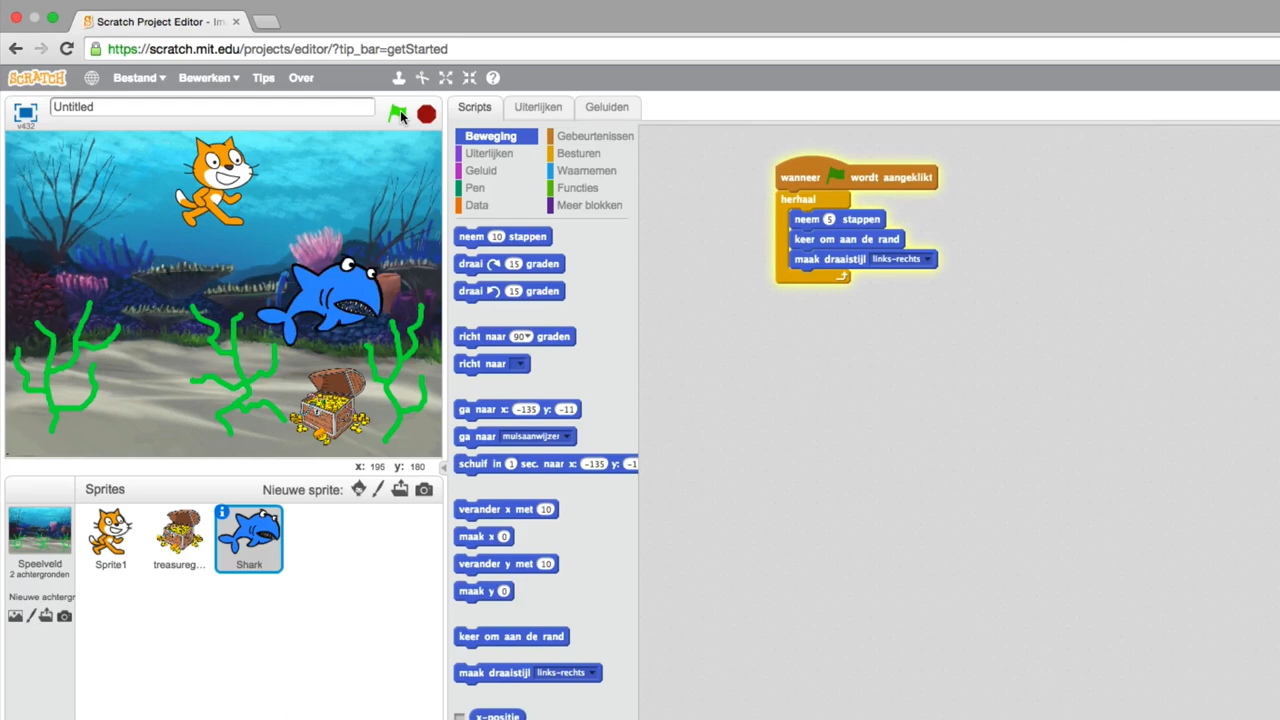 Scratch Project Editor - Im
https://scratch.mit.edu/projects/editor/?tip_bar=getStarted
SCRATCH Bestand Bewerken Tips Over
v432 Untitled
Scripts Uiterlijken Geluiden
Beweging Gebeurtenissen
Uiterlijken Besturen
Geluid Waarnemen
Pen Functies
Data Meer blokken
neem 10 stappen
draai 15 graden
draai 15 graden
richt naar 90 graden
richt naar
ga naar x: -135 y: -11
ga naar muisaanwijzer
schuif in 1 sec. naar x: -135 y: -1
verander x met 10
maak x 0
verander y met 10
maak y 0
keer om aan de rand
maak draaistijl links-rechts
x-positie
wanneer wordt aangeklikt
herhaal
neem 5 stappen
keer om aan de rand
maak draaistijl links-rechts
x: 195 y: 180
Sprites Nieuwe sprite:
Speelveld
2 achtergronden
Nieuwe achtergr
Sprite1
treasureg...
Shark